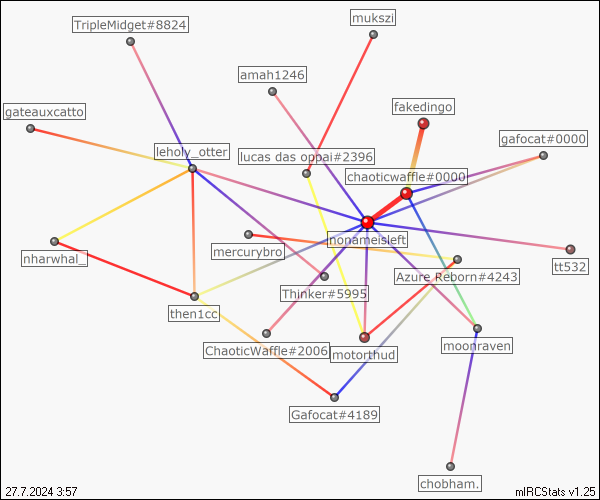 mukszi
TripleMidget#8824
amah1246
fakedingo
gateauxcatto
gafocat#0000
leholy_otter
lucas das oppai#2396
chaoticwaffle#0000
nonameisleft
mercurybro
nharwhal_
tt532
Azure Reborn#4243
Thinker#5995
then1cc
moonraven
ChaoticWaffle#2006
motorthud
Gafocat#4189
chobham.
27.7.2024 3:57
mIRCStats v1.25